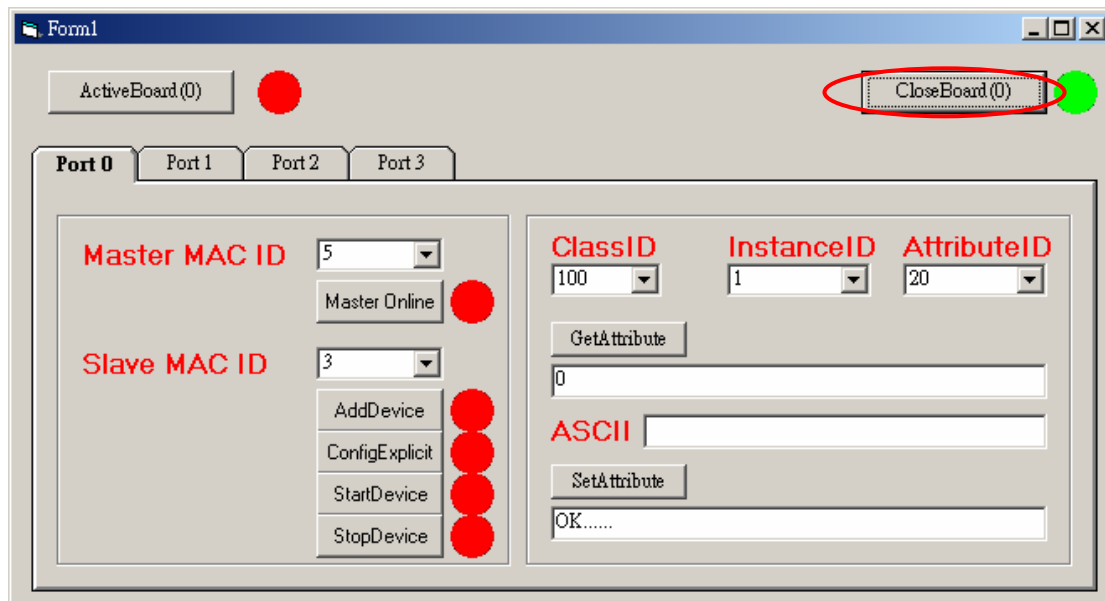 Form1
ActiveBoard(0)
CloseBoard(0)
Port 0
Port 1
Port 2
Port 3
Master MAC ID
5
Master Online
Slave MAC ID
3
AddDevice
ConfigExplicit
StartDevice
StopDevice
ClassID
InstanceID
AttributeID
100
1
20
GetAttribute
0
ASCII
SetAttribute
OK......